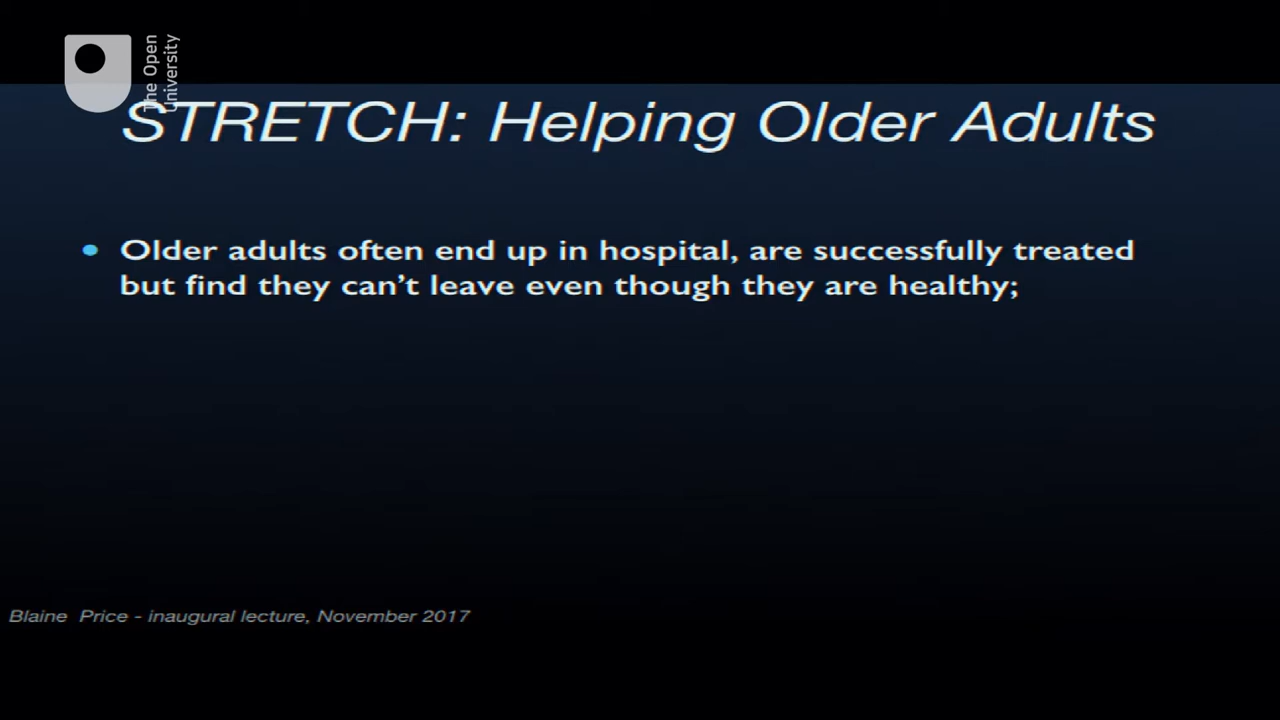 The Open
University
STRETCH: Helping Older Adults
Older adults often end up in hospital, are successfully treated
but find they can’t leave even though they are healthy;
Blaine Price - inaugural lecture, November 2017